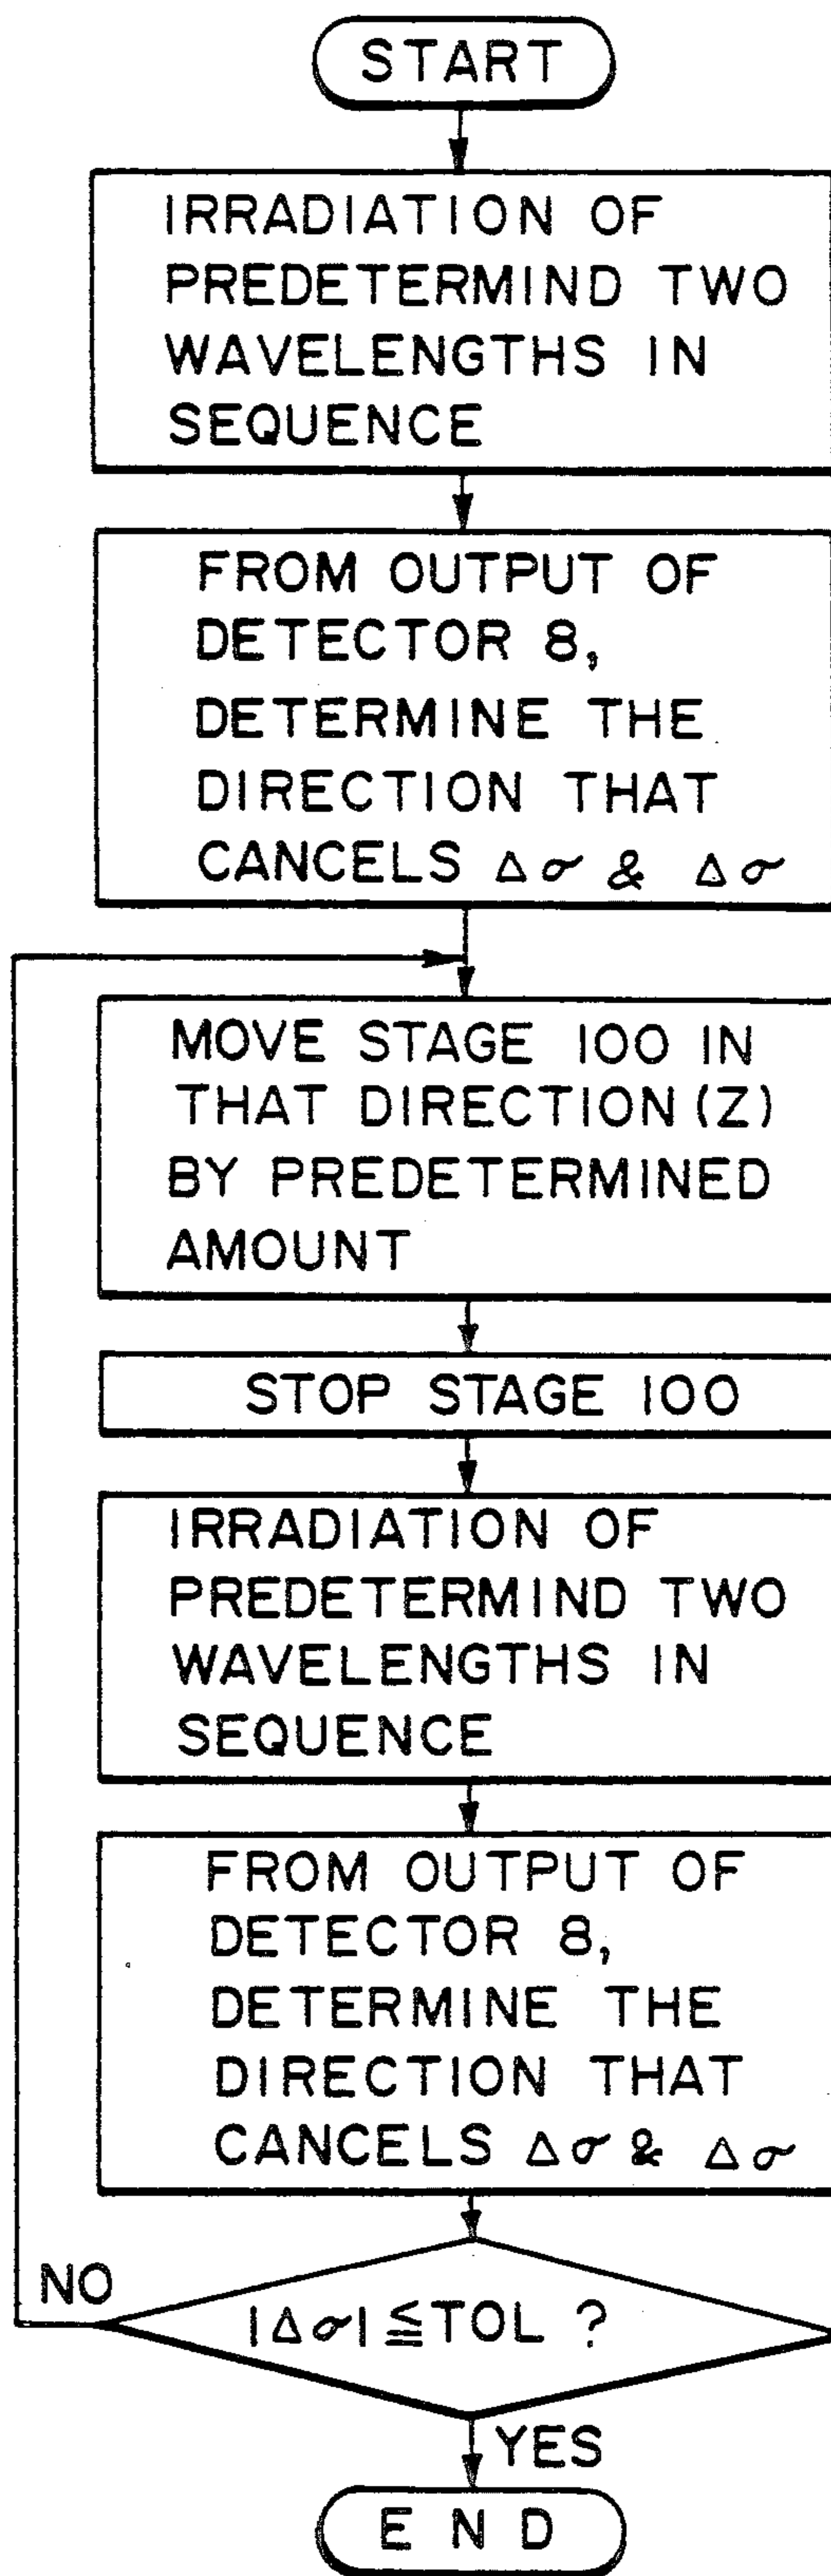 START
IRRADIATION OF
PREDETERMIND TWO
WAVELENGTHS IN
SEQUENCE
FROM OUTPUT OF
DETECTOR 8,
DETERMINE THE
DIRECTION THAT
CANCELS Δσ & Δσ
MOVE STAGE 100 IN
THAT DIRECTION (Z)
BY PREDETERMINED
AMOUNT
STOP STAGE 100
IRRADIATION OF
PREDETERMIND TWO
WAVELENGTHS IN
SEQUENCE
FROM OUTPUT OF
DETECTOR 8,
DETERMINE THE
DIRECTION THAT
CANCELS Δσ & Δσ
NO
|Δσ| ≦ TOL ?
YES
END